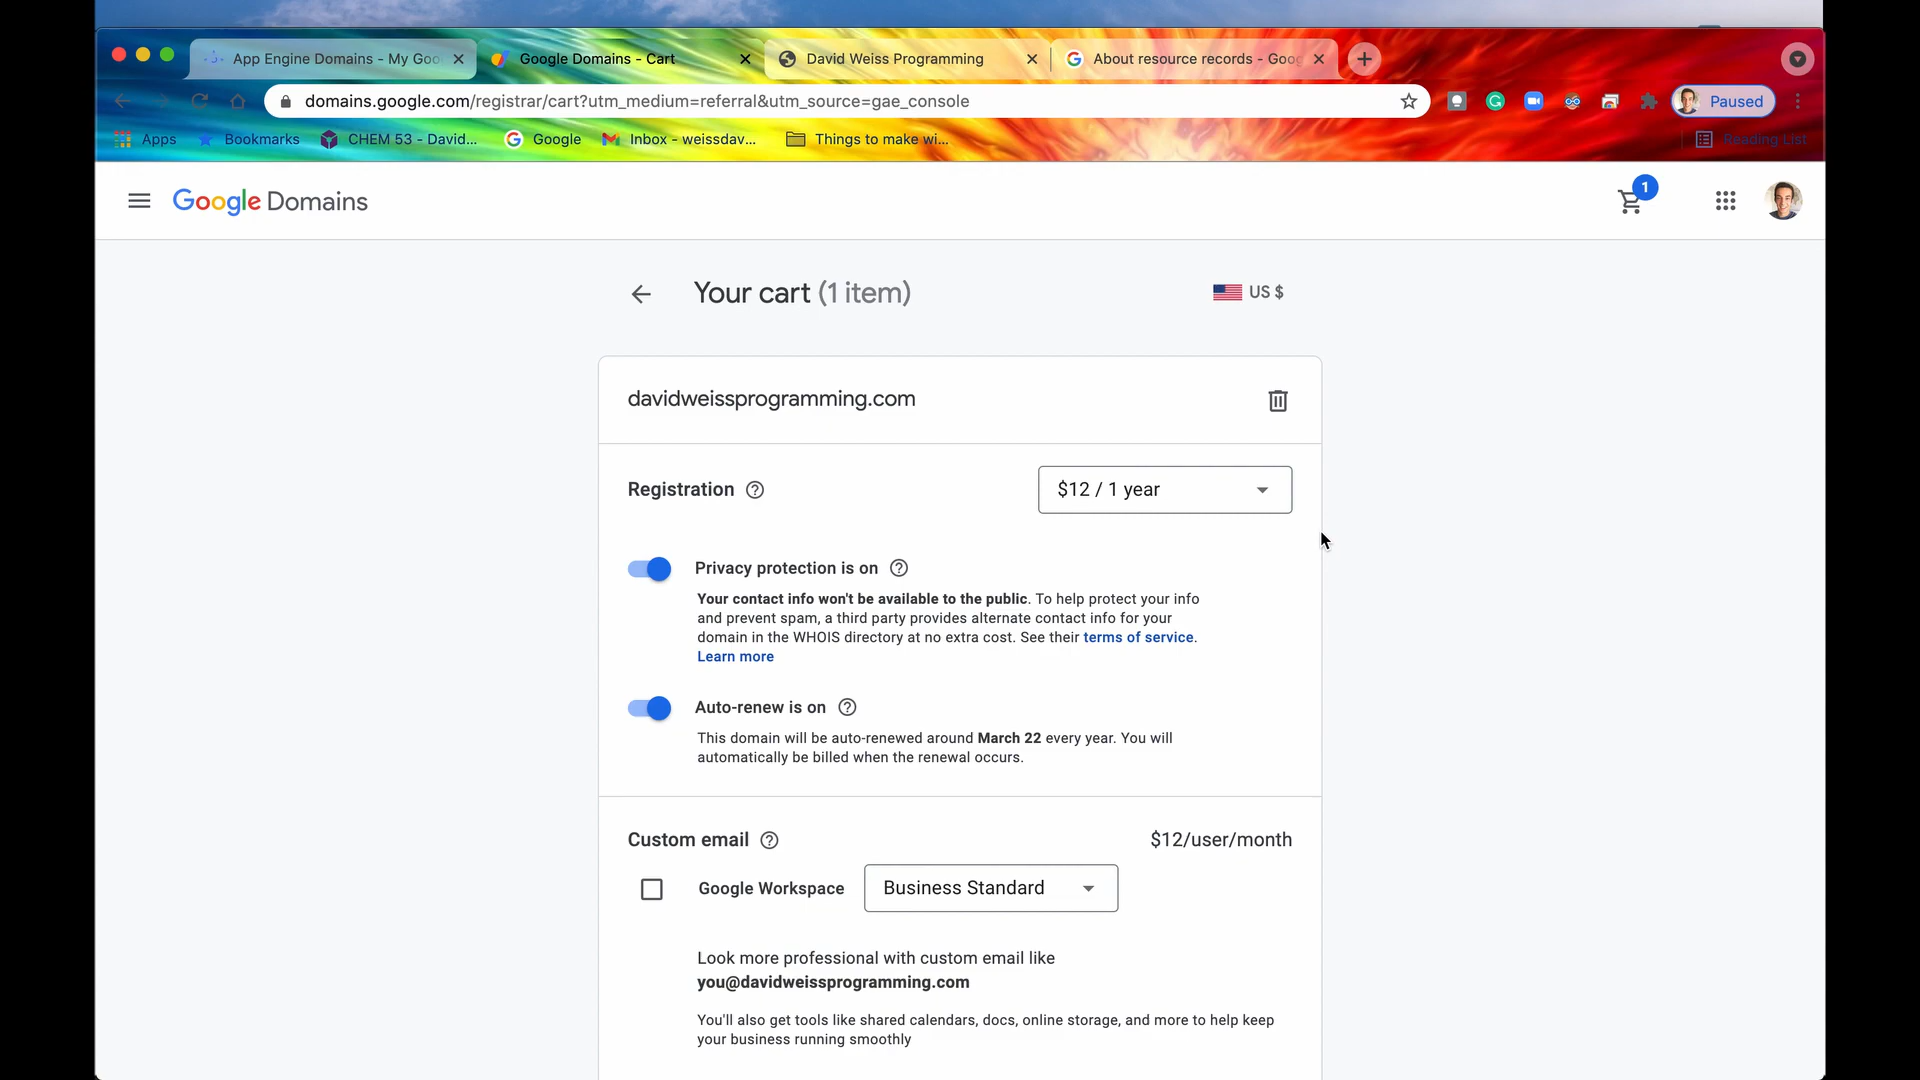 App Engine Domains - My Goo
Google Domains - Cart
David Weiss Programming
About resource records - Goog
domains.google.com/registrar/cart?utm_medium=referral&utm_source=gae_console
Paused
Apps
Bookmarks
CHEM 53 - David...
Google
Inbox - weissdav...
Things to make wi...
Reading List
Google Domains
1
Your cart (1 item)
US $
davidweissprogramming.com
Registration
$12 / 1 year
Privacy protection is on
Your contact info won't be available to the public. To help protect your info
and prevent spam, a third party provides alternate contact info for your
domain in the WHOIS directory at no extra cost. See their terms of service.
Learn more
Auto-renew is on
This domain will be auto-renewed around March 22 every year. You will
automatically be billed when the renewal occurs.
Custom email
$12/user/month
Google Workspace
Business Standard
Look more professional with custom email like
you@davidweissprogramming.com
You'll also get tools like shared calendars, docs, online storage, and more to help keep
your business running smoothly